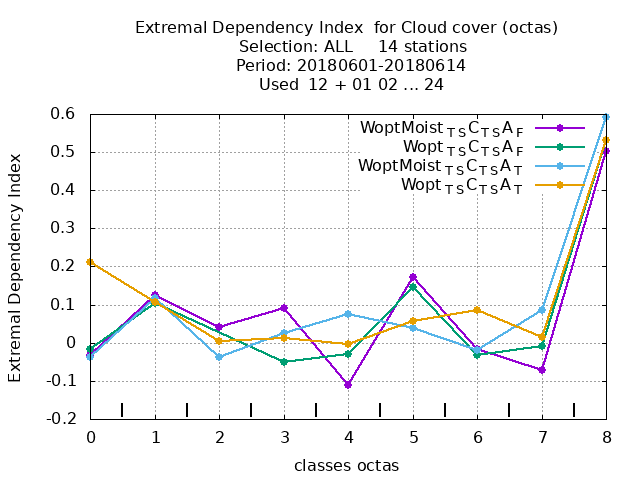 Extremal Dependency Index  for Cloud cover (octas)
Selection: ALL     14 stations
Period: 20180601-20180614
Used  12 + 01 02 ... 24
WoptMoist TS C TS A F
Wopt TS C TS A F
WoptMoist TS C TS A T
Wopt TS C TS A T
Extremal Dependency Index
0.6
0.5
0.4
0.3
0.2
0.1
0
-0.1
-0.2
0 1 2 3 4 5 6 7 8
classes octas